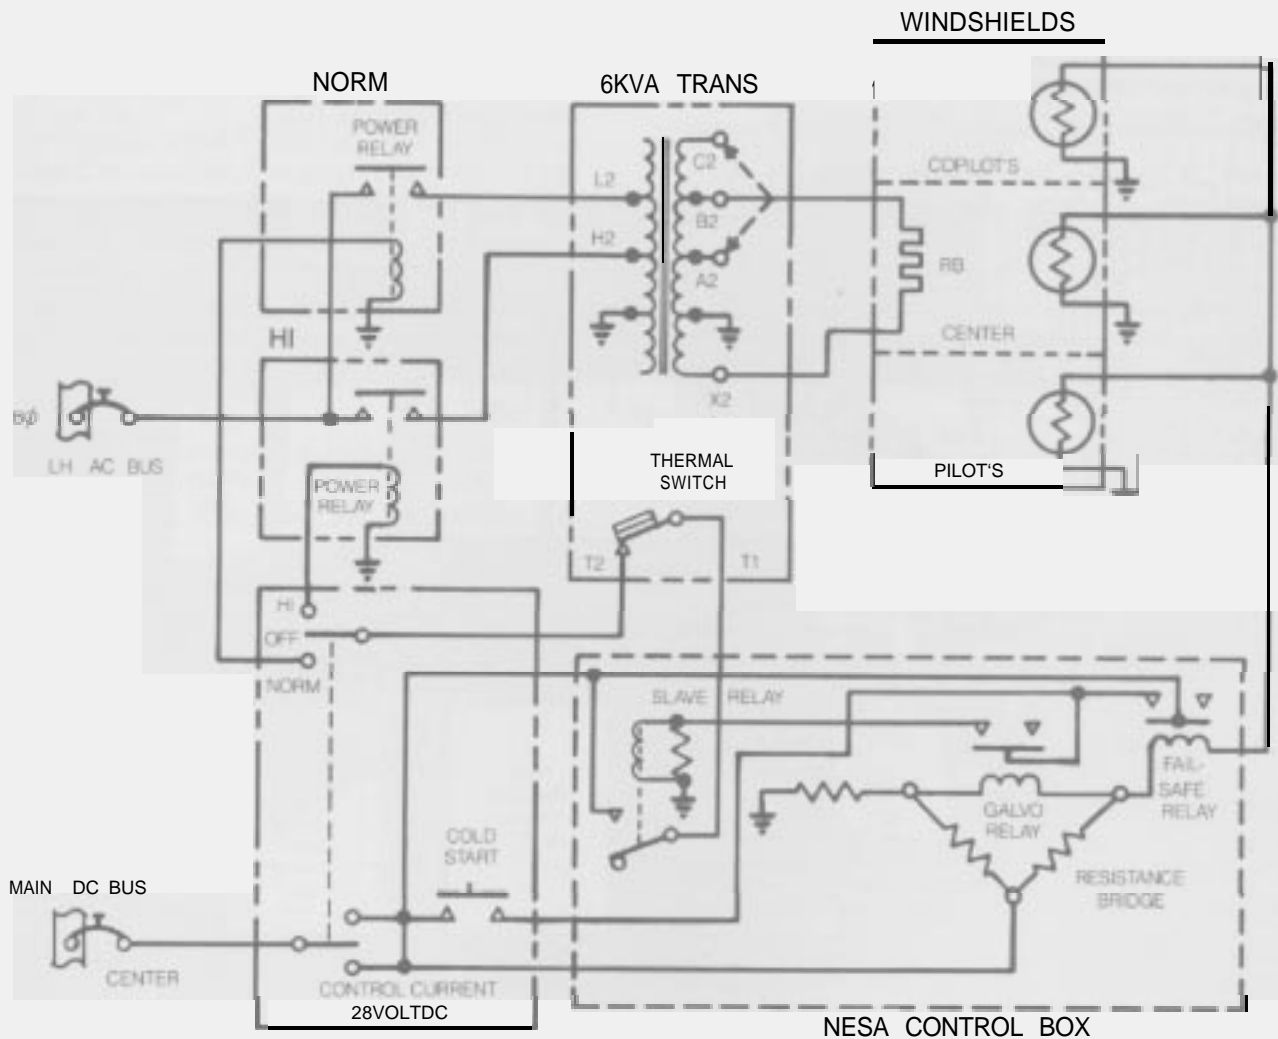 WINDSHIELDS
NORM
6KVA TRANS
POWER
RELAY
L2
C2
COPILOT'S
B2
H2
A2
RB
HI
CENTER
X2
Bϕ
LH AC BUS
THERMAL
SWITCH
PILOT'S
POWER
RELAY
T2
T1
HI
OFF
NORM
SLAVE RELAY
FAIL-
SAFE
RELAY
GALVO
RELAY
COLD
START
RESISTANCE
BRIDGE
MAIN DC BUS
CENTER
CONTROL CURRENT
28VOLTDC
NESA CONTROL BOX